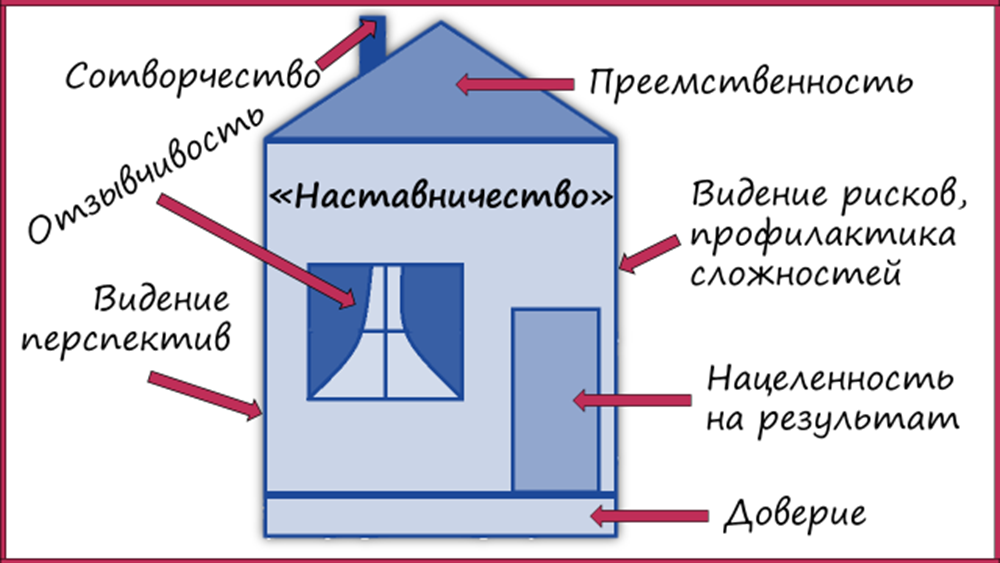 Сотворчество
Преемственность
Отзывчивость
«Наставничество»
Видение рисков,
профилактика
сложностей
Видение
перспектив
Нацеленность
на результат
Доверие